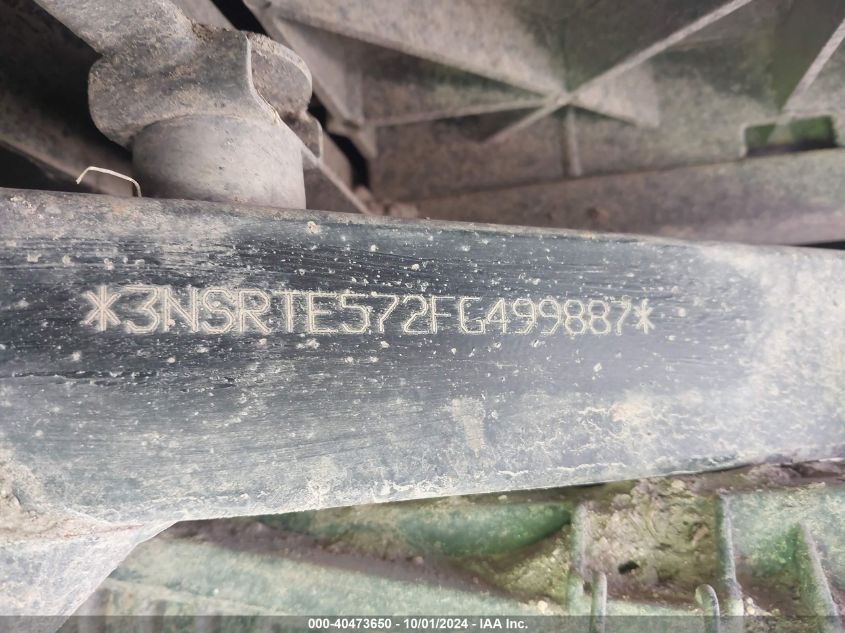 *3NSRTE572FG499887*
000-40473650 - 10/01/2024 - IAA Inc.